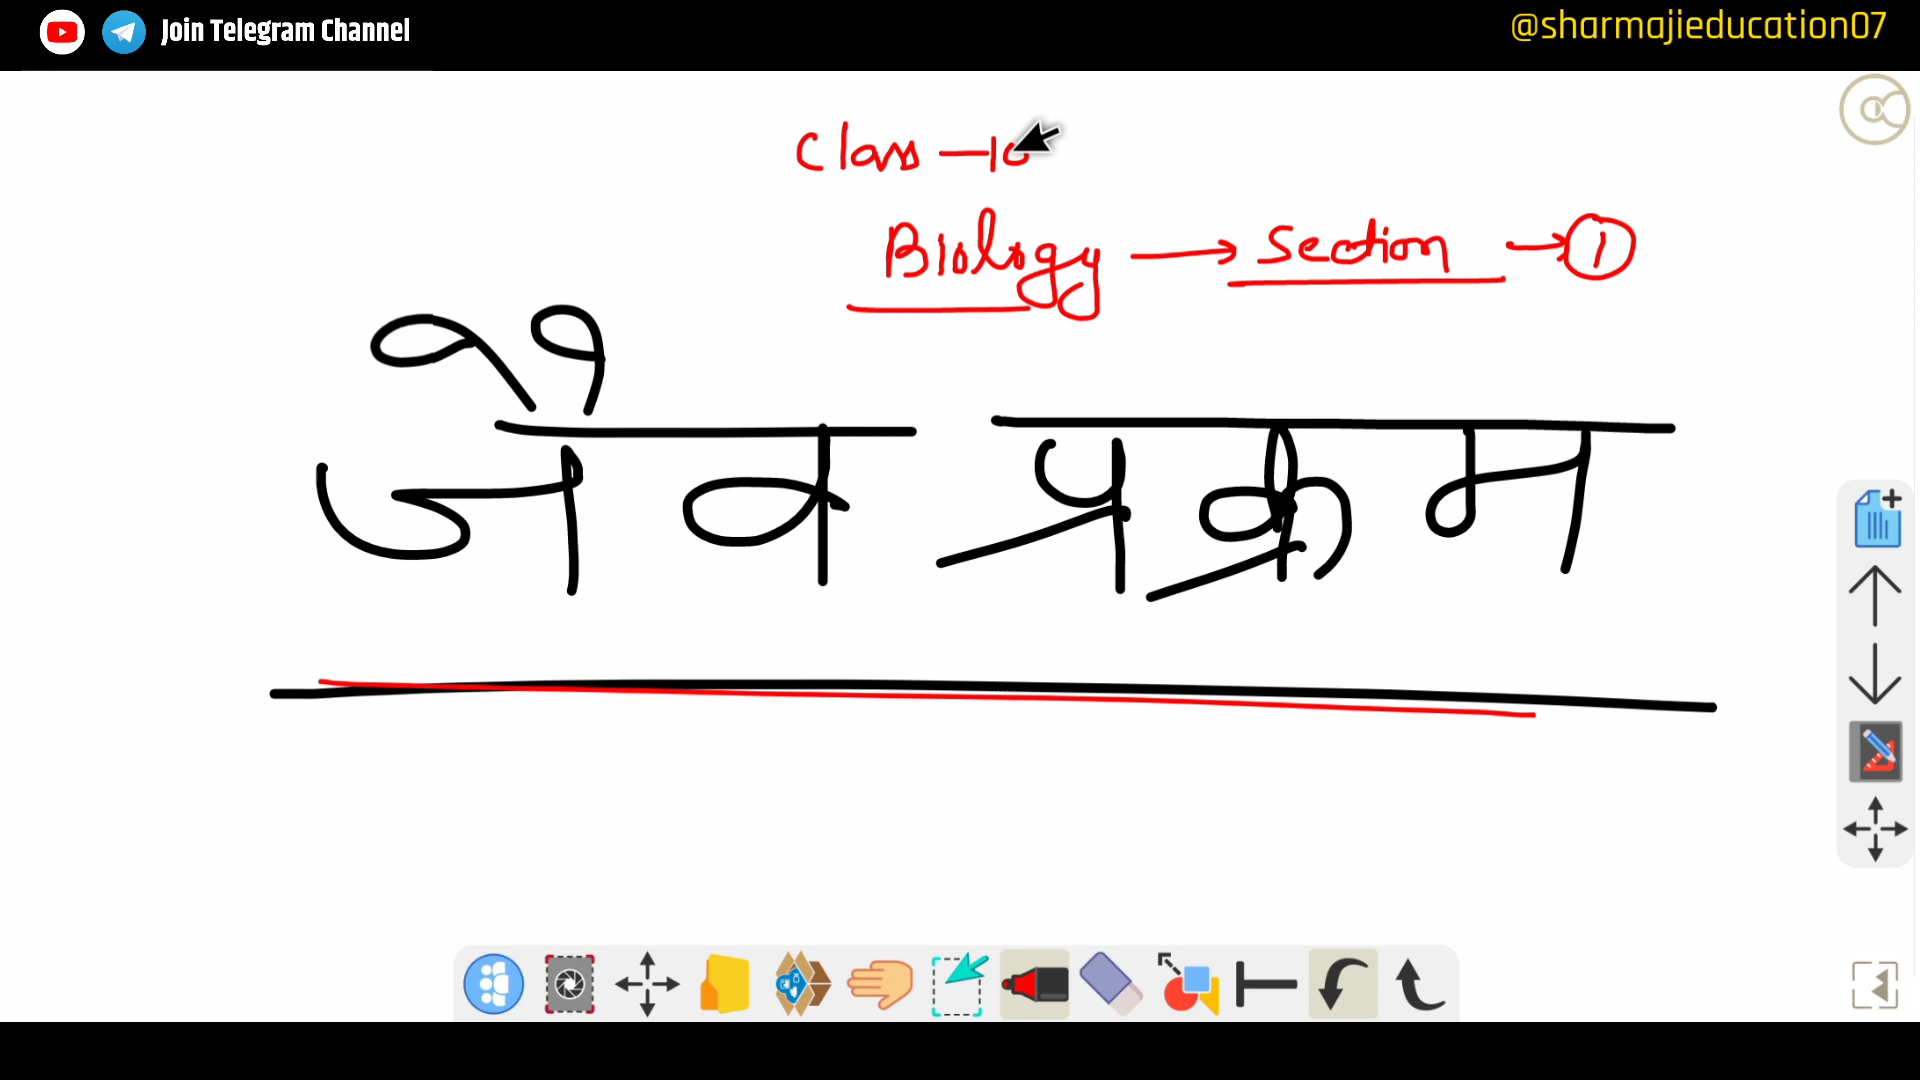 Join Telegram Channel
@sharmajieducation07
Class - 10
Biology → Section → 1
जैव प्रक्रम